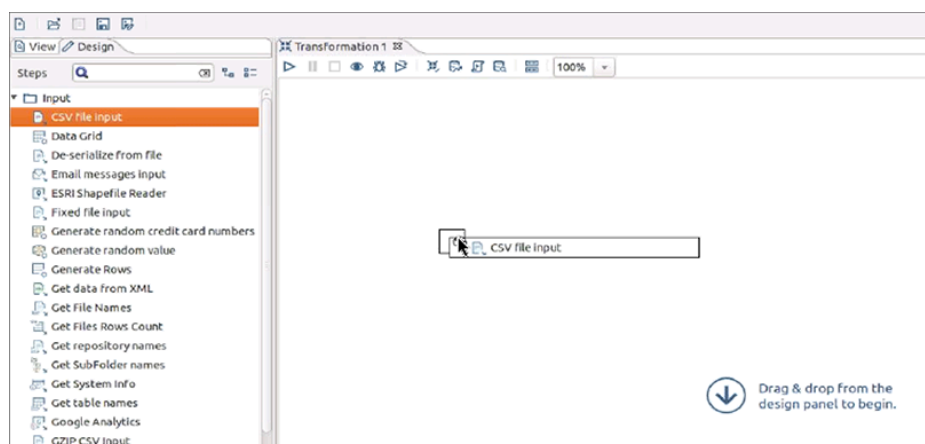 View
Design
Transformation 1
Steps
100%
Input
CSV file input
Data Grid
De-serialize from file
Email messages input
ESRI Shapefile Reader
Fixed file input
Generate random credit card numbers
Generate random value
Generate Rows
Get data from XML
Get File Names
Get Files Rows Count
Get repository names
Get SubFolder names
Get System Info
Get table names
Google Analytics
GZIP CSV Input
CSV file input
Drag & drop from the
design panel to begin.